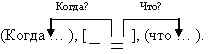 Когда? Что?
(Когда... ), [_ = ], (что ... ).